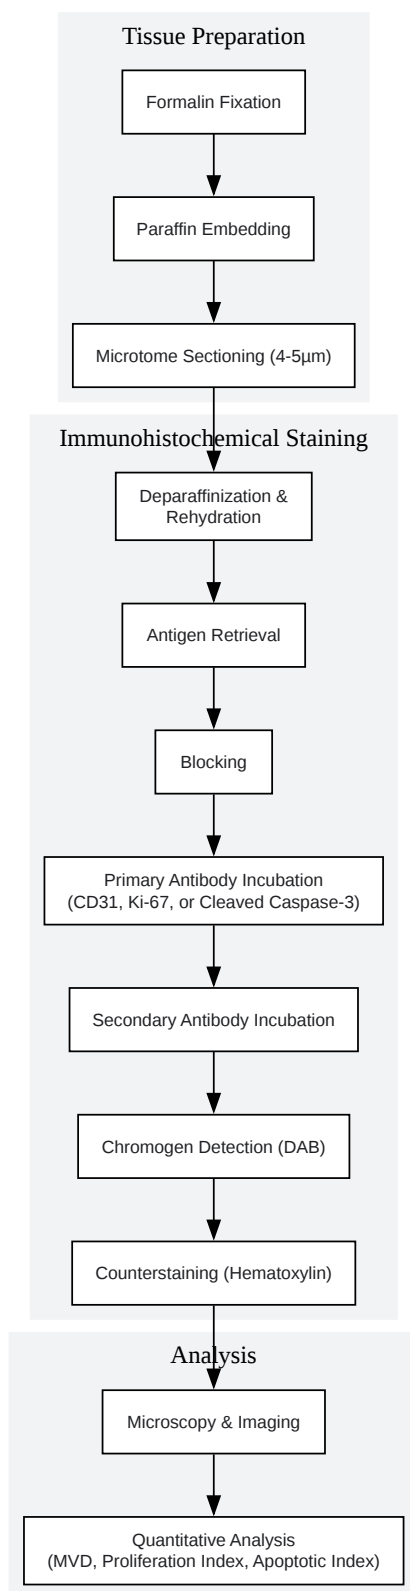 Tissue Preparation
Formalin Fixation
Paraffin Embedding
Microtome Sectioning (4-5µm)
Immunohistochemical Staining
Deparaffinization &
Rehydration
Antigen Retrieval
Blocking
Primary Antibody Incubation
(CD31, Ki-67, or Cleaved Caspase-3)
Secondary Antibody Incubation
Chromogen Detection (DAB)
Counterstaining (Hematoxylin)
Analysis
Microscopy & Imaging
Quantitative Analysis
(MVD, Proliferation Index, Apoptotic Index)